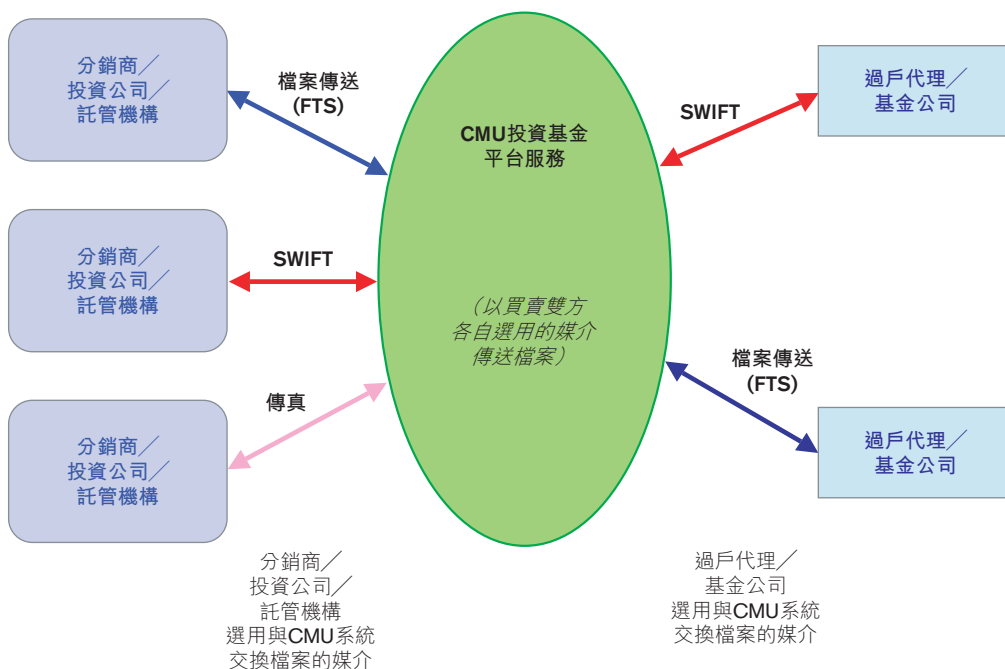 分銷商／
投資公司／
託管機構
檔案傳送
(FTS)
CMU投資基金
平台服務
SWIFT
過戶代理／
基金公司
分銷商／
投資公司／
託管機構
SWIFT
（以買賣雙方
各自選用的媒介
傳送檔案）
分銷商／
投資公司／
託管機構
傳真
檔案傳送
(FTS)
過戶代理／
基金公司
分銷商／
投資公司／
託管機構
選用與CMU系統
交換檔案的媒介
過戶代理／
基金公司
選用與CMU系統
交換檔案的媒介